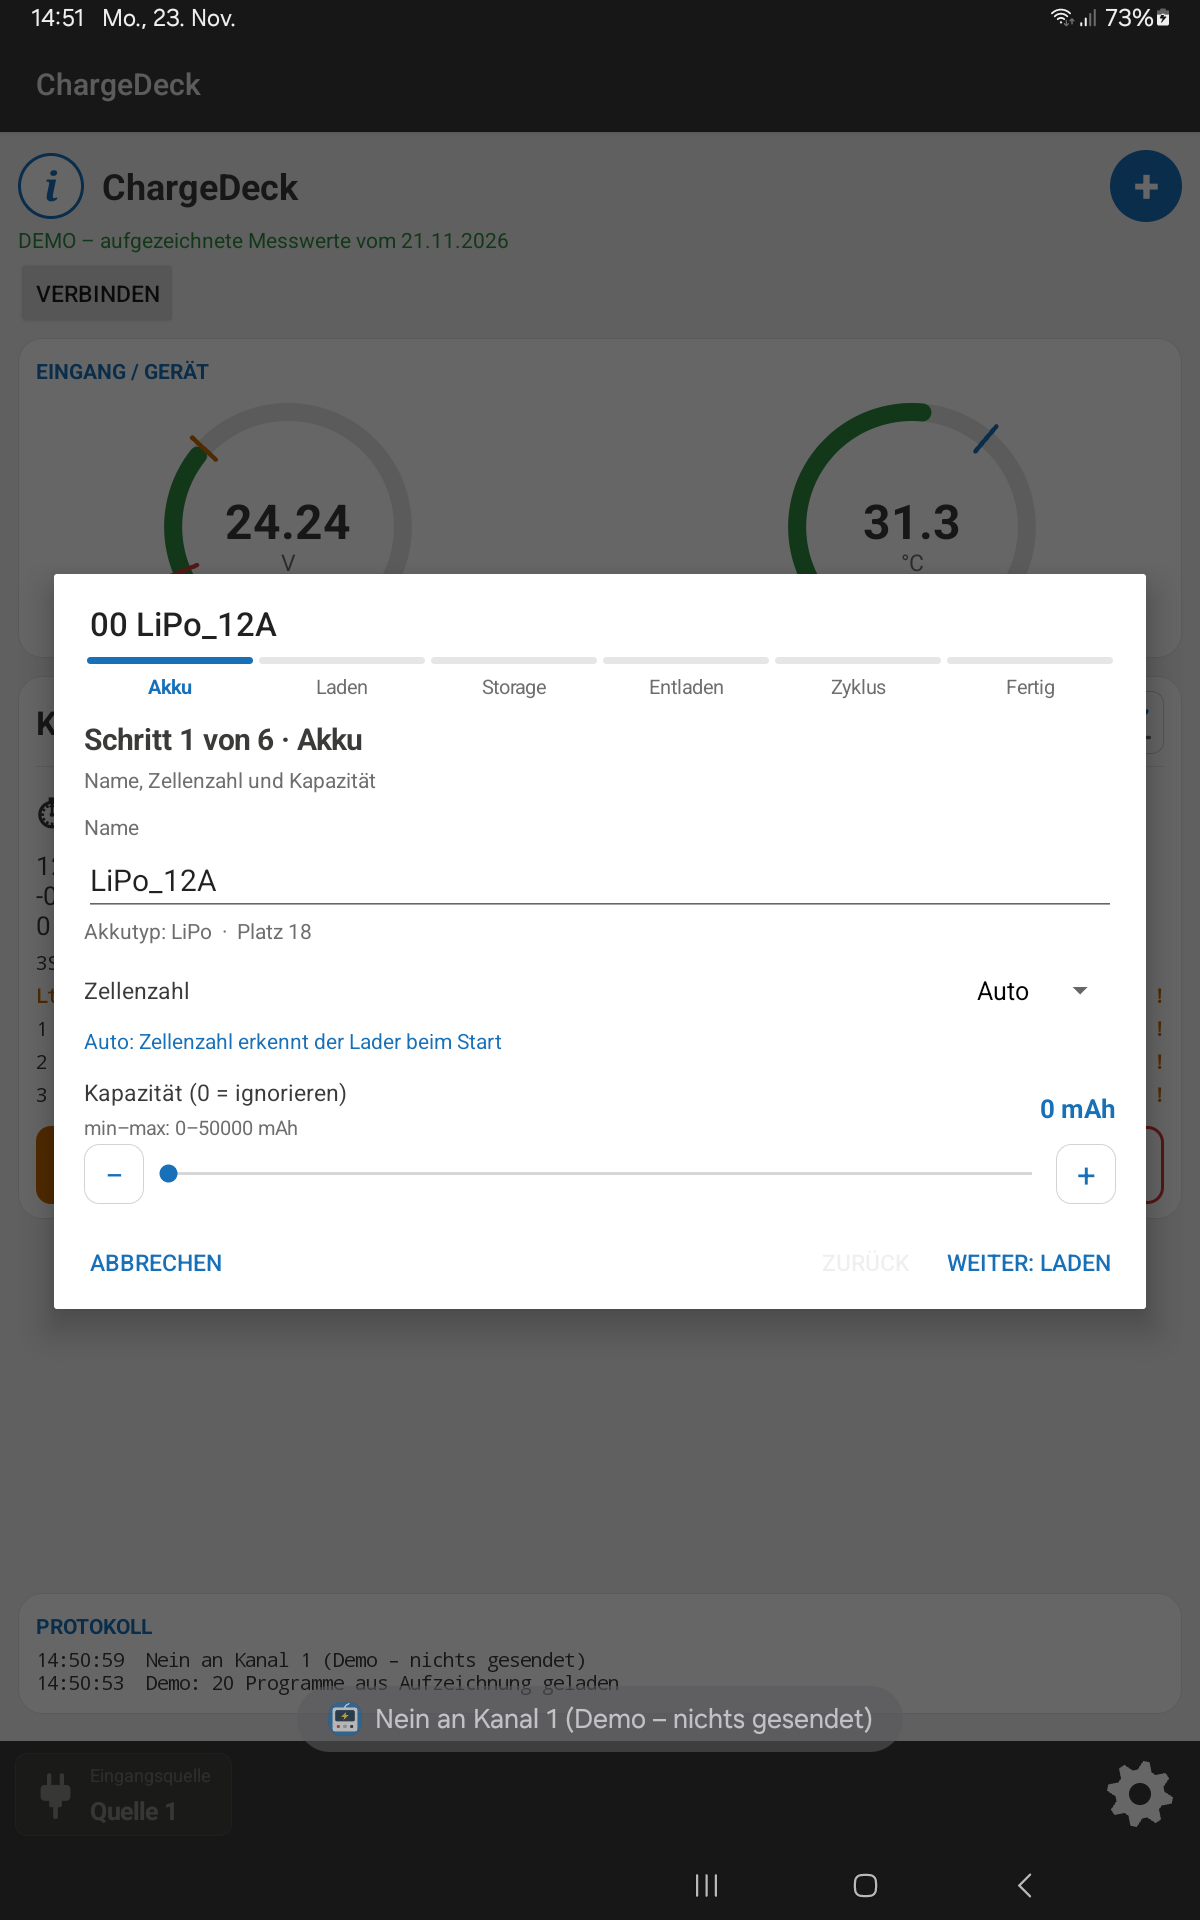 14:51 Mo., 23. Nov.
73%
ChargeDeck
i ChargeDeck
+
DEMO – aufgezeichnete Messwerte vom 21.11.2026
VERBINDEN
EINGANG / GERÄT
24.24
V
31.3
°C
00 LiPo_12A
Akku Laden Storage Entladen Zyklus Fertig
Schritt 1 von 6 · Akku
Name, Zellenzahl und Kapazität
Name
LiPo_12A
Akkutyp: LiPo · Platz 18
Zellenzahl Auto
Auto: Zellenzahl erkennt der Lader beim Start
Kapazität (0 = ignorieren)
0 mAh
min–max: 0–50000 mAh
− +
ABBRECHEN ZURÜCK WEITER: LADEN
PROTOKOLL
14:50:59 Nein an Kanal 1 (Demo – nichts gesendet)
14:50:53 Demo: 20 Programme aus Aufzeichnung geladen
Nein an Kanal 1 (Demo – nichts gesendet)
Eingangsquelle
Quelle 1